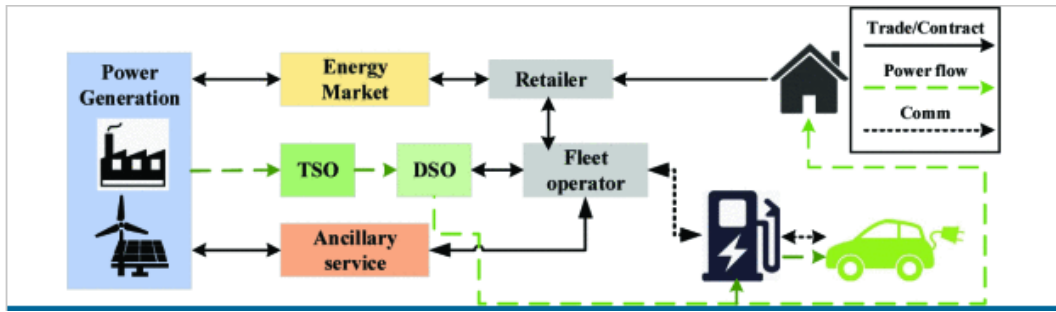 Power
Generation
Energy
Market
Retailer
Trade/Contract
Power flow
Comm
TSO
DSO
Fleet
operator
Ancillary
service